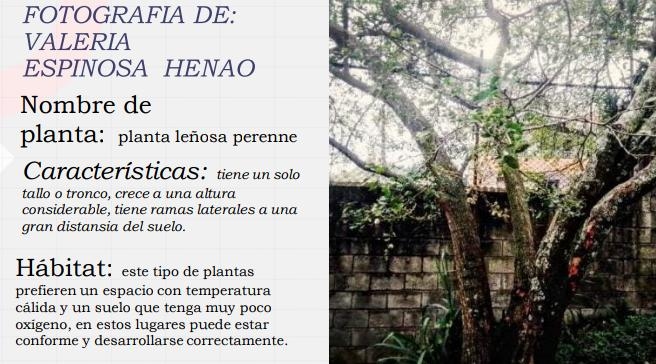 FOTOGRAFIA DE:
VALERIA
ESPINOSA HENAO
Nombre de
planta: planta leñosa perenne
Características: tiene un solo
tallo o tronco, crece a una altura
considerable, tiene ramas laterales a una
gran distansia del suelo.
Hábitat: este tipo de plantas
prefieren un espacio con temperatura
cálida y un suelo que tenga muy poco
oxígeno, en estos lugares puede estar
conforme y desarrollarse correctamente.